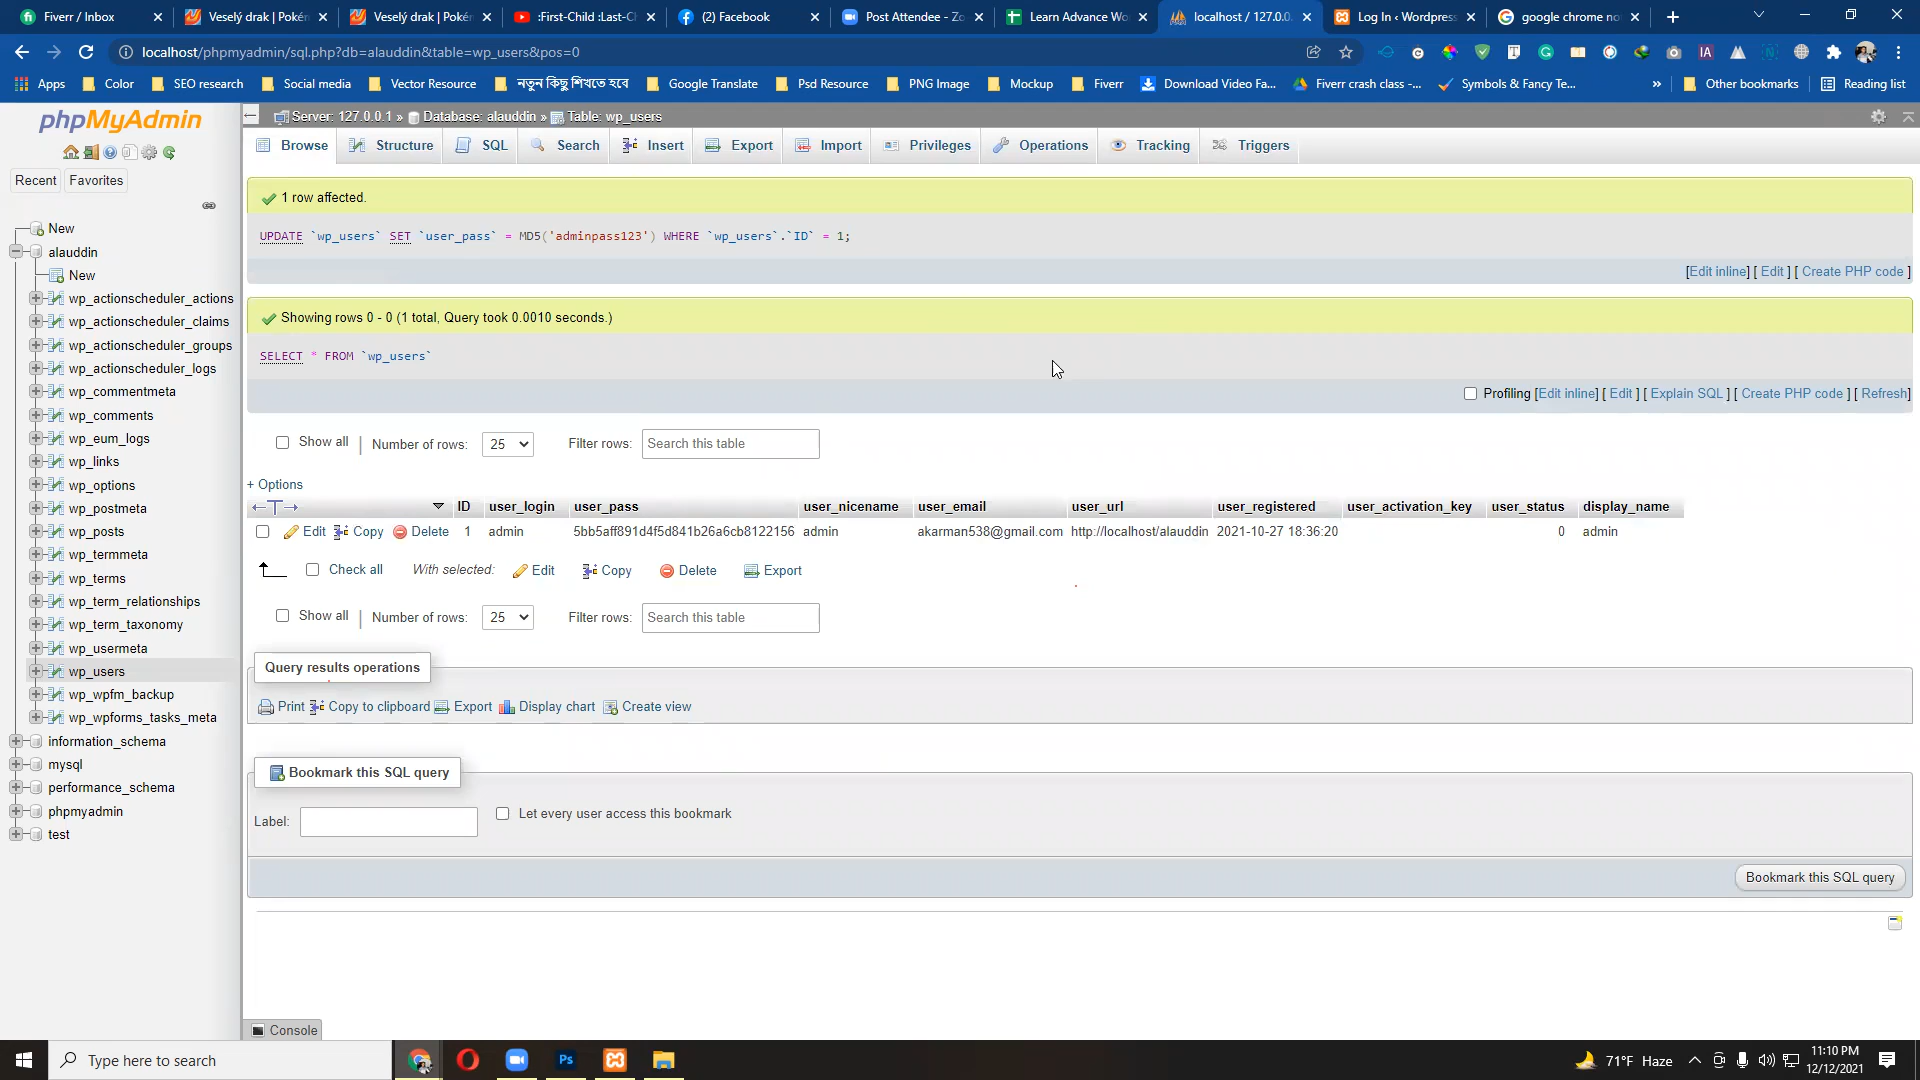 Fiverr / Inbox
Veselý drak | Poké
Veselý drak | Poké
:First-Child :Last-C
(2) Facebook
Post Attendee - Zo
Learn Advance Wo
localhost / 127.0.0.
Log In ‹ Wordpress
google chrome no
localhost/phpmyadmin/sql.php?db=alauddin&table=wp_users&pos=0
Apps
Color
SEO research
Social media
Vector Resource
নতুন কিছু শিখতে হবে
Google Translate
Psd Resource
PNG Image
Mockup
Fiverr
Download Video Fa...
Fiverr crash class -...
Symbols & Fancy Te...
»
Other bookmarks
Reading list
phpMyAdmin
Server: 127.0.0.1 » Database: alauddin » Table: wp_users
Browse
Structure
SQL
Search
Insert
Export
Import
Privileges
Operations
Tracking
Triggers
Recent
Favorites
New
alauddin
New
wp_actionscheduler_actions
wp_actionscheduler_claims
wp_actionscheduler_groups
wp_actionscheduler_logs
wp_commentmeta
wp_comments
wp_eum_logs
wp_links
wp_options
wp_postmeta
wp_posts
wp_termmeta
wp_terms
wp_term_relationships
wp_term_taxonomy
wp_usermeta
wp_users
wp_wpfm_backup
wp_wpforms_tasks_meta
information_schema
mysql
performance_schema
phpmyadmin
test
1 row affected.
UPDATE `wp_users` SET `user_pass` = MD5('adminpass123') WHERE `wp_users`.`ID` = 1;
[Edit inline] [ Edit ] [ Create PHP code ]
Showing rows 0 - 0 (1 total, Query took 0.0010 seconds.)
SELECT * FROM `wp_users`
Profiling [Edit inline] [ Edit ] [ Explain SQL ] [ Create PHP code ] [ Refresh]
Show all | Number of rows: 25 Filter rows: Search this table
+ Options
ID user_login user_pass user_nicename user_email user_url user_registered user_activation_key user_status display_name
Edit Copy Delete 1 admin 5bb5aff891d4f5d841b26a6cb8122156 admin akarman538@gmail.com http://localhost/alauddin 2021-10-27 18:36:20 0 admin
Check all With selected: Edit Copy Delete Export
Show all | Number of rows: 25 Filter rows: Search this table
Query results operations
Print Copy to clipboard Export Display chart Create view
Bookmark this SQL query
Label:
Let every user access this bookmark
Bookmark this SQL query
Console
Type here to search
Ps
71°F Haze
11:10 PM
12/12/2021